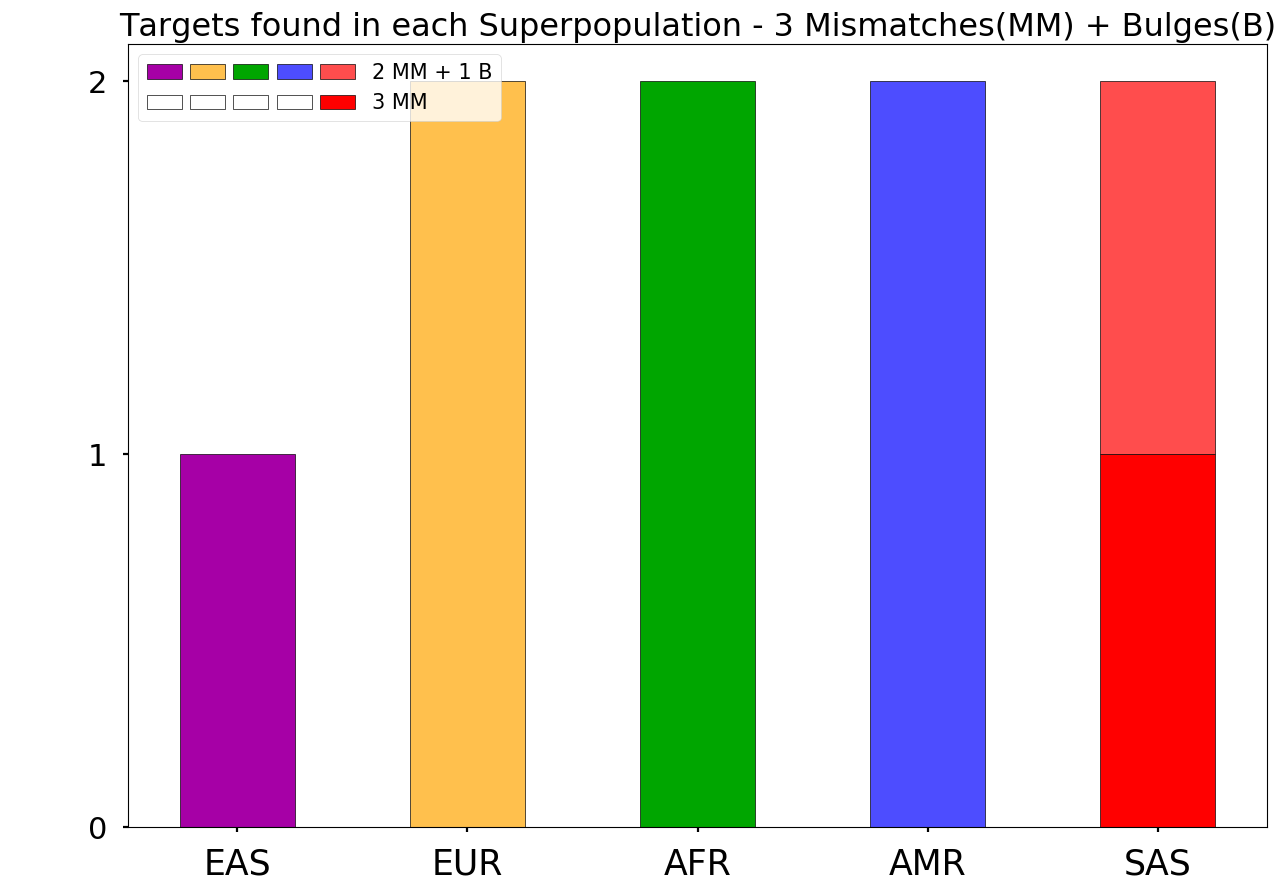 Targets found in each Superpopulation - 3 Mismatches(MM) + Bulges(B)
2 MM + 1 B
3 MM
2
1
0
EAS EUR AFR AMR SAS